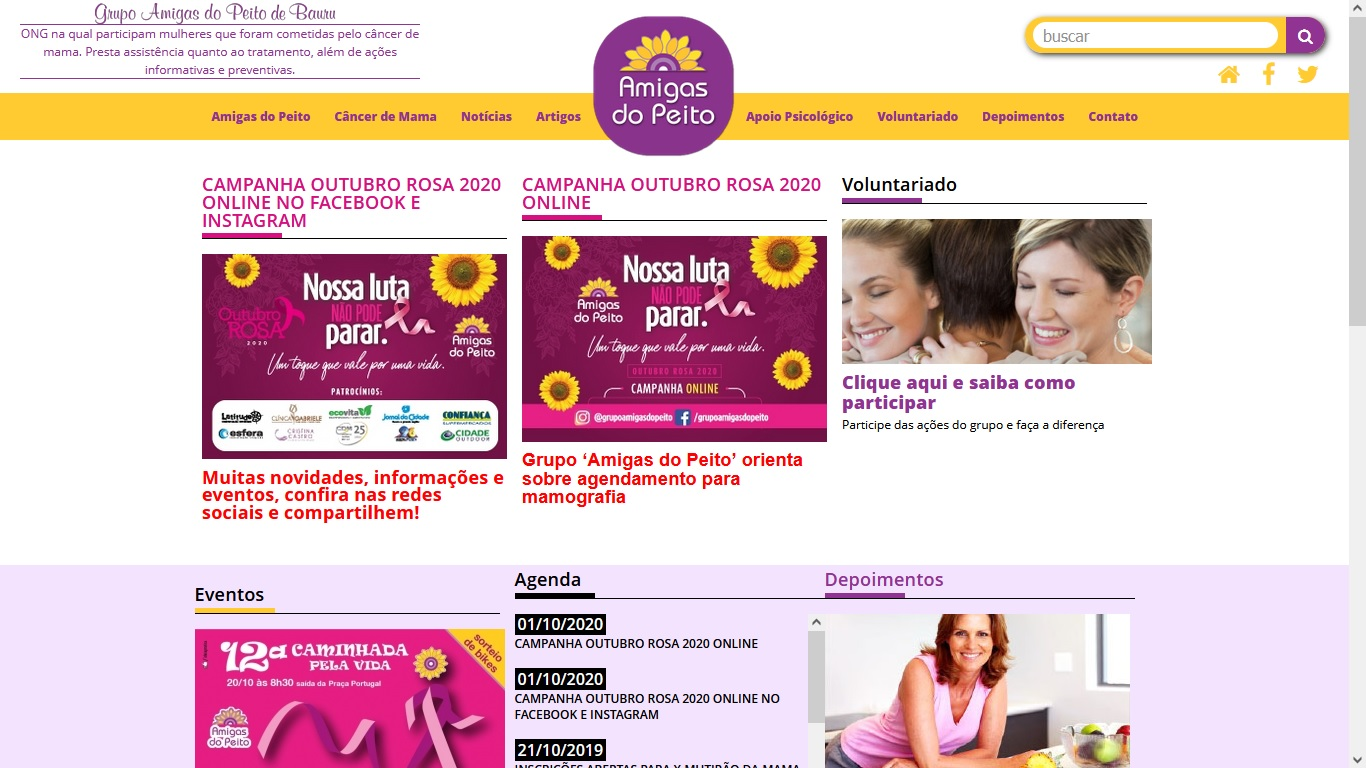 Grupo Amigas do Peito de Bauru
ONG na qual participam mulheres que foram cometidas pelo câncer de
mama. Presta assistência quanto ao tratamento, além de ações
informativas e preventivas.
Amigas
do Peito
buscar
Amigas do Peito
Câncer de Mama
Notícias
Artigos
Apoio Psicológico
Voluntariado
Depoimentos
Contato
CAMPANHA OUTUBRO ROSA 2020
ONLINE NO FACEBOOK E
INSTAGRAM
Nossa luta
NÃO PODE
parar.
Outubro
ROSA
2020
Amigas
do Peito
Um toque que vale por uma vida.
PATROCÍNIOS:
Latitude
CLÍNICA GABRIELE
ecovita
Jornal da Cidade
CONFIANÇA
SUPERMERCADOS
esfera
CRISTINA
CASTRO
25
CIDADE
OUTDOOR
Muitas novidades, informações e
eventos, confira nas redes
sociais e compartilhem!
CAMPANHA OUTUBRO ROSA 2020
ONLINE
Nossa luta
NÃO PODE
parar.
Amigas
do Peito
Um toque que vale por uma vida.
OUTUBRO ROSA 2020
CAMPANHA ONLINE
@grupoamigasdopeito
/grupoamigasdopeito
Grupo ‘Amigas do Peito’ orienta
sobre agendamento para
mamografia
Voluntariado
Clique aqui e saiba como
participar
Participe das ações do grupo e faça a diferença
Eventos
12a CAMINHADA
PELA VIDA
20/10 às 8h30 saída da Praça Portugal
sorteio
de bikes
Amigas
do Peito
Agenda
01/10/2020
CAMPANHA OUTUBRO ROSA 2020 ONLINE
01/10/2020
CAMPANHA OUTUBRO ROSA 2020 ONLINE NO
FACEBOOK E INSTAGRAM
21/10/2019
INSCRIÇÕES ABERTAS PARA X MUTIRÃO DA MAMA
Depoimentos